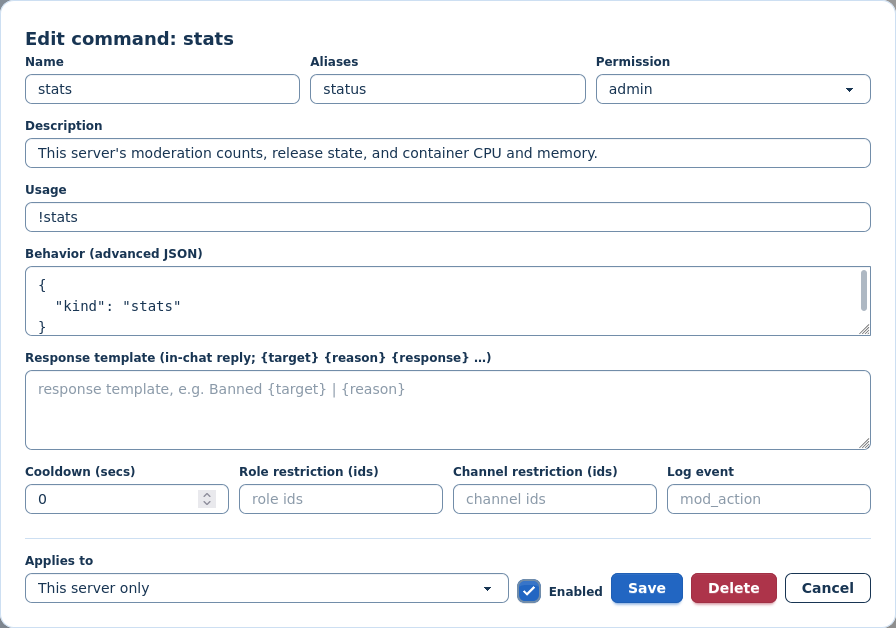 Edit command: stats
Name
Aliases
Permission
stats
status
admin
Description
This server's moderation counts, release state, and container CPU and memory.
Usage
!stats
Behavior (advanced JSON)
{
  "kind": "stats"
}
Response template (in-chat reply; {target} {reason} {response} …)
response template, e.g. Banned {target} | {reason}
Cooldown (secs)
Role restriction (ids)
Channel restriction (ids)
Log event
0
role ids
channel ids
mod_action
Applies to
This server only
Enabled
Save
Delete
Cancel